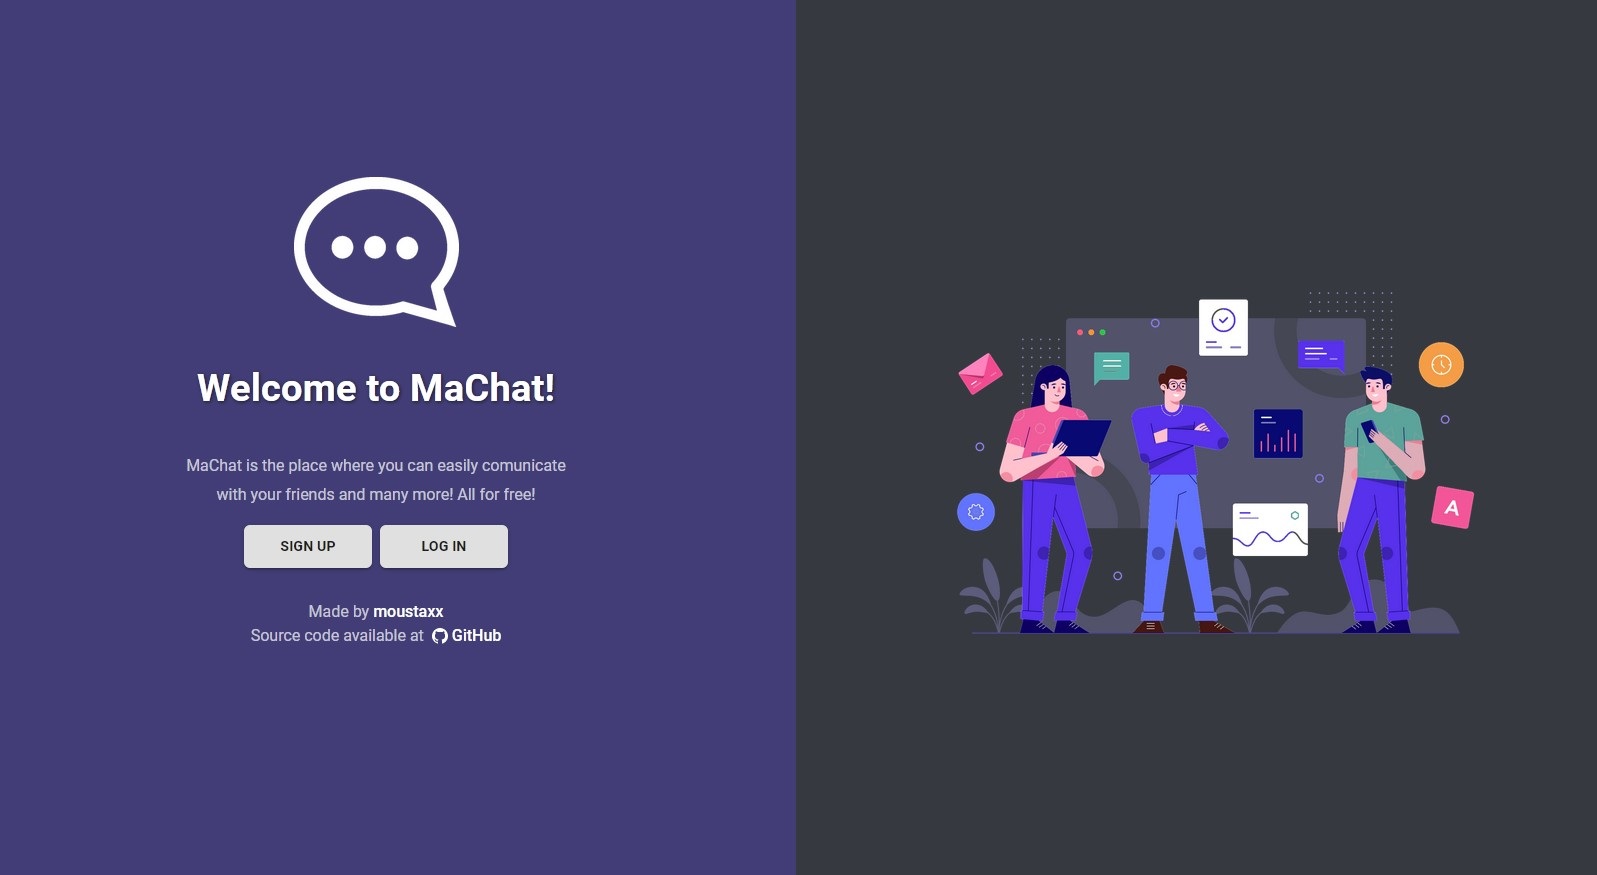 Welcome to MaChat!
MaChat is the place where you can easily comunicate
with your friends and many more! All for free!
SIGN UP
LOG IN
Made by moustaxx
Source code available at GitHub
A